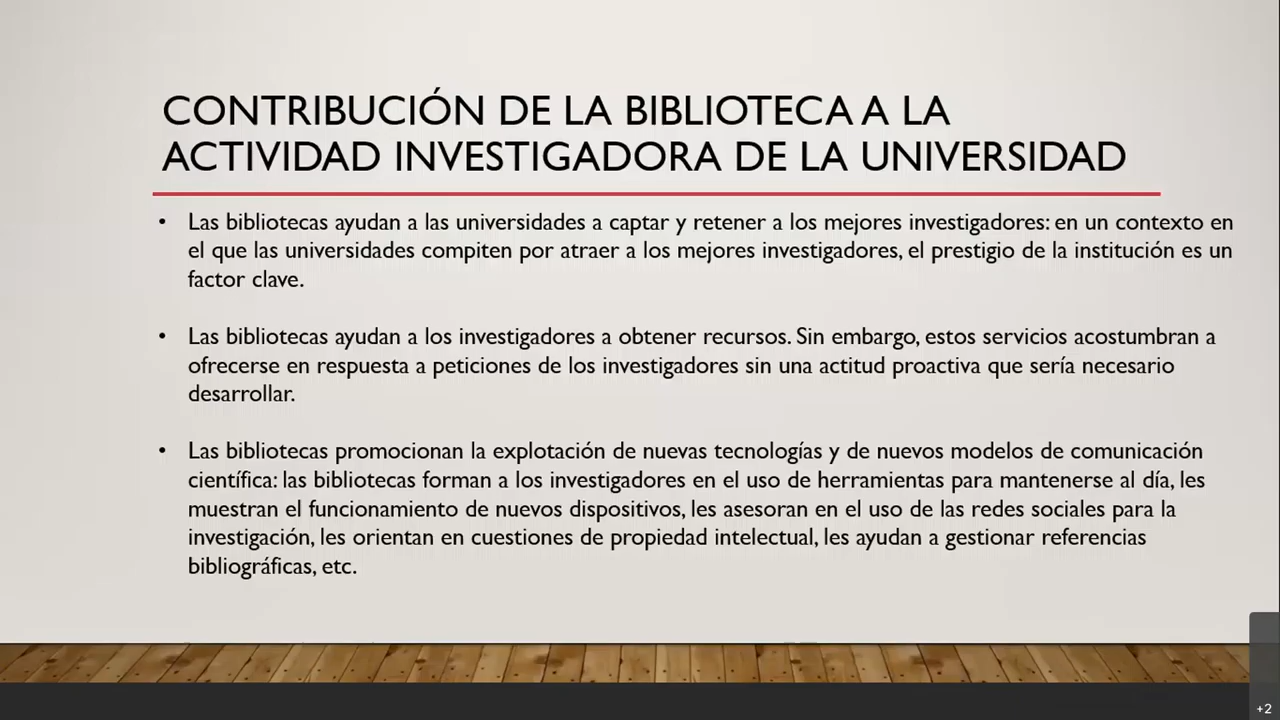 CONTRIBUCIÓN DE LA BIBLIOTECA A LA
ACTIVIDAD INVESTIGADORA DE LA UNIVERSIDAD
• Las bibliotecas ayudan a las universidades a captar y retener a los mejores investigadores: en un contexto en
el que las universidades compiten por atraer a los mejores investigadores, el prestigio de la institución es un
factor clave.
• Las bibliotecas ayudan a los investigadores a obtener recursos. Sin embargo, estos servicios acostumbran a
ofrecerse en respuesta a peticiones de los investigadores sin una actitud proactiva que sería necesario
desarrollar.
• Las bibliotecas promocionan la explotación de nuevas tecnologías y de nuevos modelos de comunicación
científica: las bibliotecas forman a los investigadores en el uso de herramientas para mantenerse al día, les
muestran el funcionamiento de nuevos dispositivos, les asesoran en el uso de las redes sociales para la
investigación, les orientan en cuestiones de propiedad intelectual, les ayudan a gestionar referencias
bibliográficas, etc.
+2